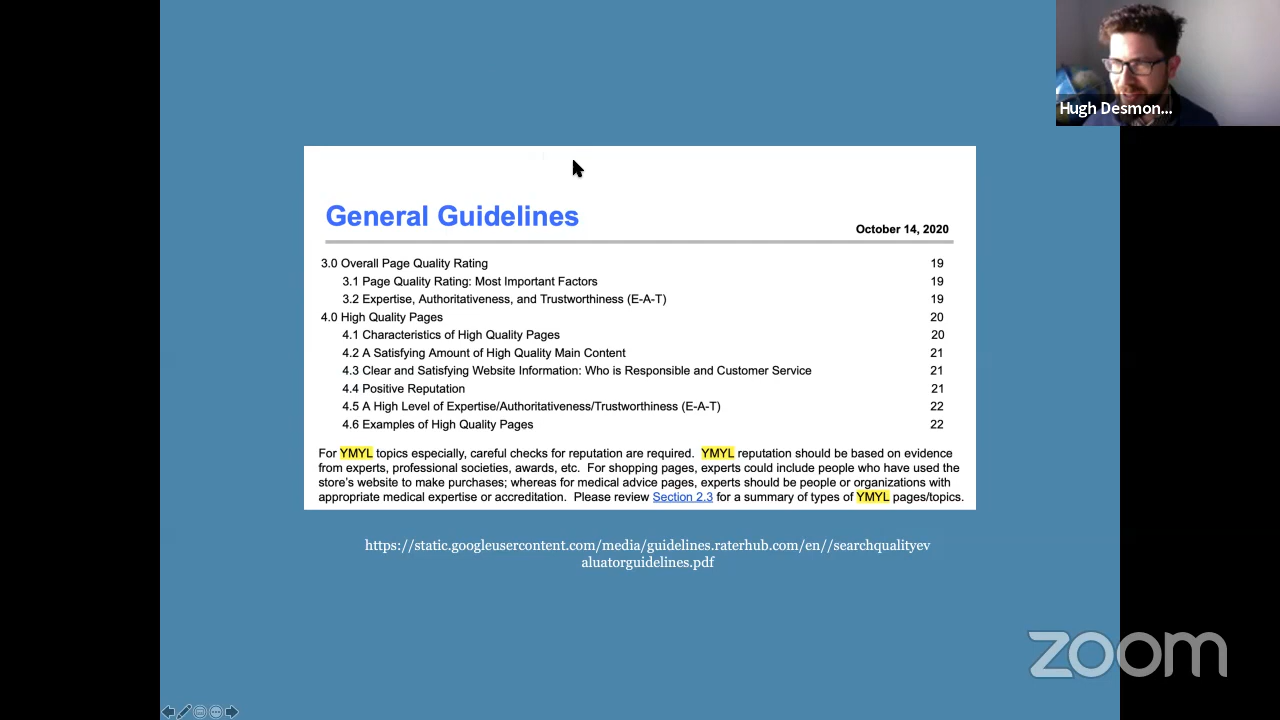 Hugh Desmon...
General Guidelines
October 14, 2020
3.0 Overall Page Quality Rating 19
3.1 Page Quality Rating: Most Important Factors 19
3.2 Expertise, Authoritativeness, and Trustworthiness (E-A-T) 19
4.0 High Quality Pages 20
4.1 Characteristics of High Quality Pages 20
4.2 A Satisfying Amount of High Quality Main Content 21
4.3 Clear and Satisfying Website Information: Who is Responsible and Customer Service 21
4.4 Positive Reputation 21
4.5 A High Level of Expertise/Authoritativeness/Trustworthiness (E-A-T) 22
4.6 Examples of High Quality Pages 22
For YMYL topics especially, careful checks for reputation are required. YMYL reputation should be based on evidence
from experts, professional societies, awards, etc. For shopping pages, experts could include people who have used the
store's website to make purchases; whereas for medical advice pages, experts should be people or organizations with
appropriate medical expertise or accreditation. Please review Section 2.3 for a summary of types of YMYL pages/topics.
https://static.googleusercontent.com/media/guidelines.raterhub.com/en//searchqualityev
aluatorguidelines.pdf
zoom